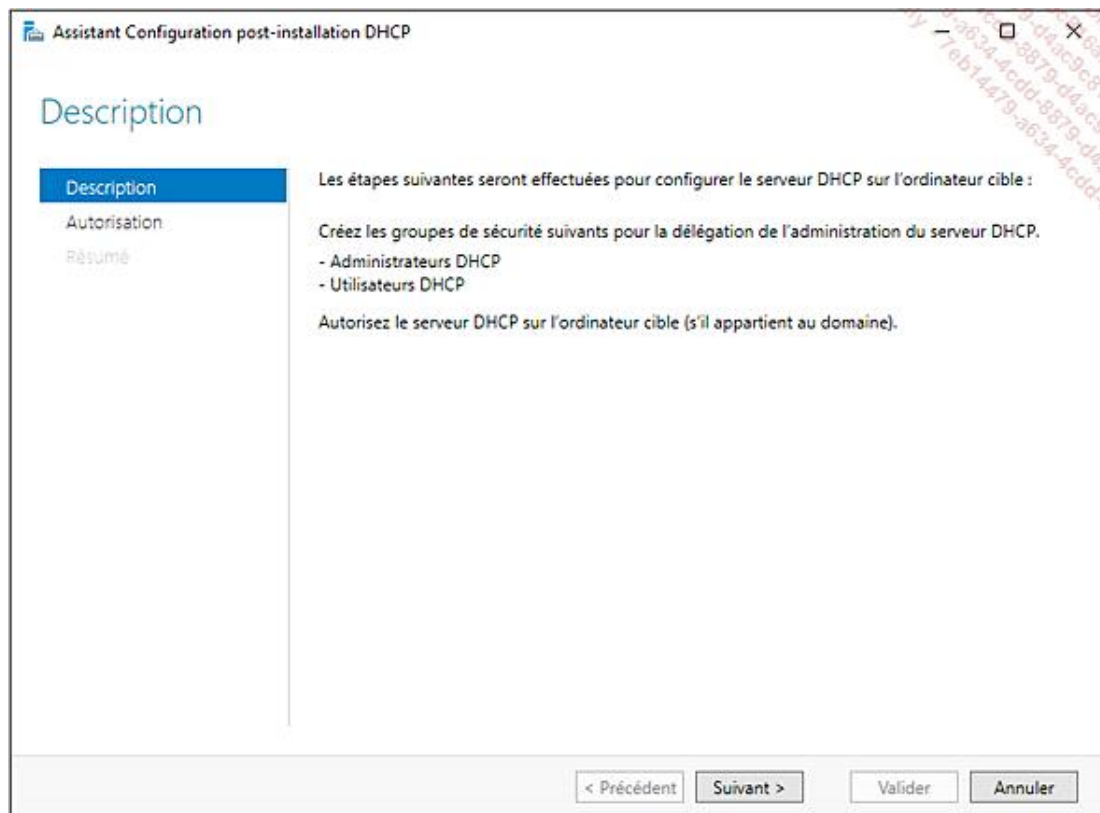 Assistant Configuration post-installation DHCP
Description
Description
Autorisation
Résumé
Les étapes suivantes seront effectuées pour configurer le serveur DHCP sur l'ordinateur cible :
Créez les groupes de sécurité suivants pour la délégation de l'administration du serveur DHCP.
- Administrateurs DHCP
- Utilisateurs DHCP
Autorisez le serveur DHCP sur l'ordinateur cible (s'il appartient au domaine).
< Précédent
Suivant >
Valider
Annuler